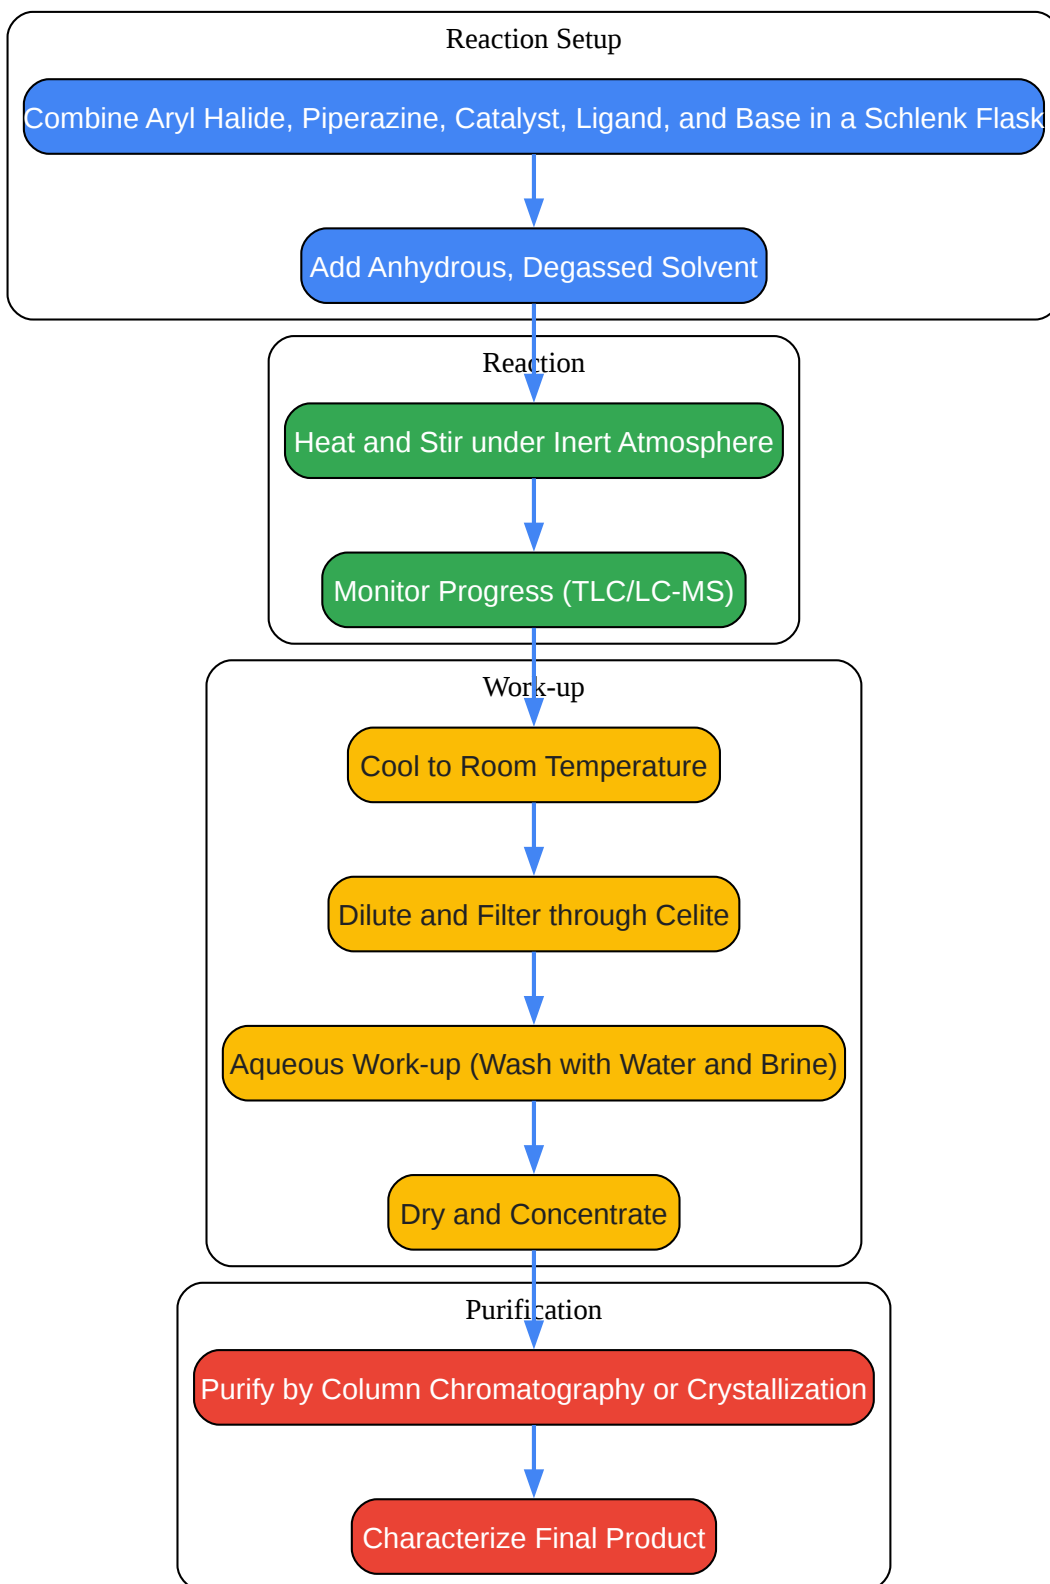 Reaction Setup
Combine Aryl Halide, Piperazine, Catalyst, Ligand, and Base in a Schlenk Flask
Add Anhydrous, Degassed Solvent
Reaction
Heat and Stir under Inert Atmosphere
Monitor Progress (TLC/LC-MS)
Work-up
Cool to Room Temperature
Dilute and Filter through Celite
Aqueous Work-up (Wash with Water and Brine)
Dry and Concentrate
Purification
Purify by Column Chromatography or Crystallization
Characterize Final Product